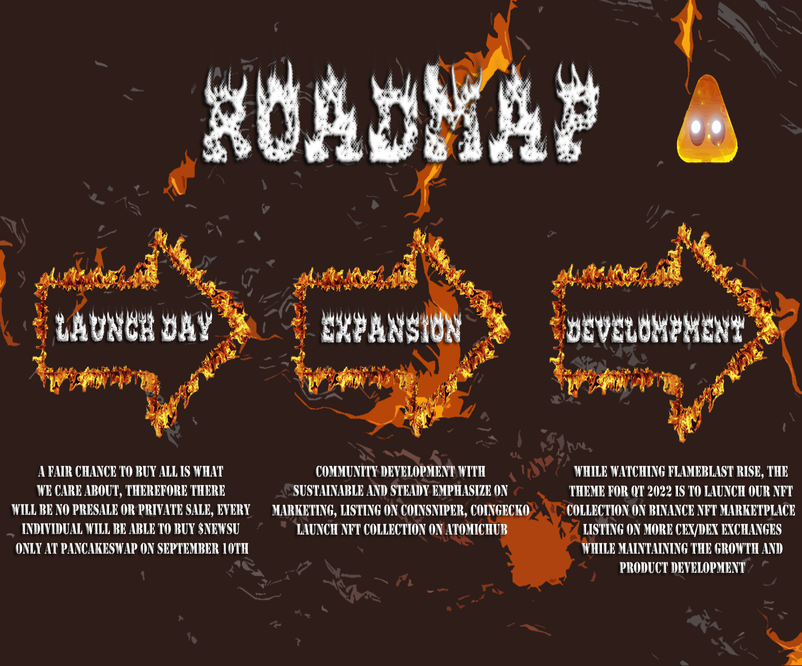 ROADMAP
LAUNCH DAY
EXPANSION
DEVELOMPMENT
A FAIR CHANCE TO BUY ALL IS WHAT
WE CARE ABOUT, THEREFORE THERE
WILL BE NO PRESALE OR PRIVATE SALE, EVERY
INDIVIDUAL WILL BE ABLE TO BUY $NEWSU
ONLY AT PANCAKESWAP ON SEPTEMBER 10TH
COMMUNITY DEVELOPMENT WITH
SUSTAINABLE AND STEADY EMPHASIZE ON
MARKETING, LISTING ON COINSNIPER, COINGECKO
LAUNCH NFT COLLECTION ON ATOMICHUB
WHILE WATCHING FLAMEBLAST RISE, THE
THEME FOR QT 2022 IS TO LAUNCH OUR NFT
COLLECTION ON BINANCE NFT MARKETPLACE
LISTING ON MORE CEX/DEX EXCHANGES
WHILE MAINTAINING THE GROWTH AND
PRODUCT DEVELOPMENT